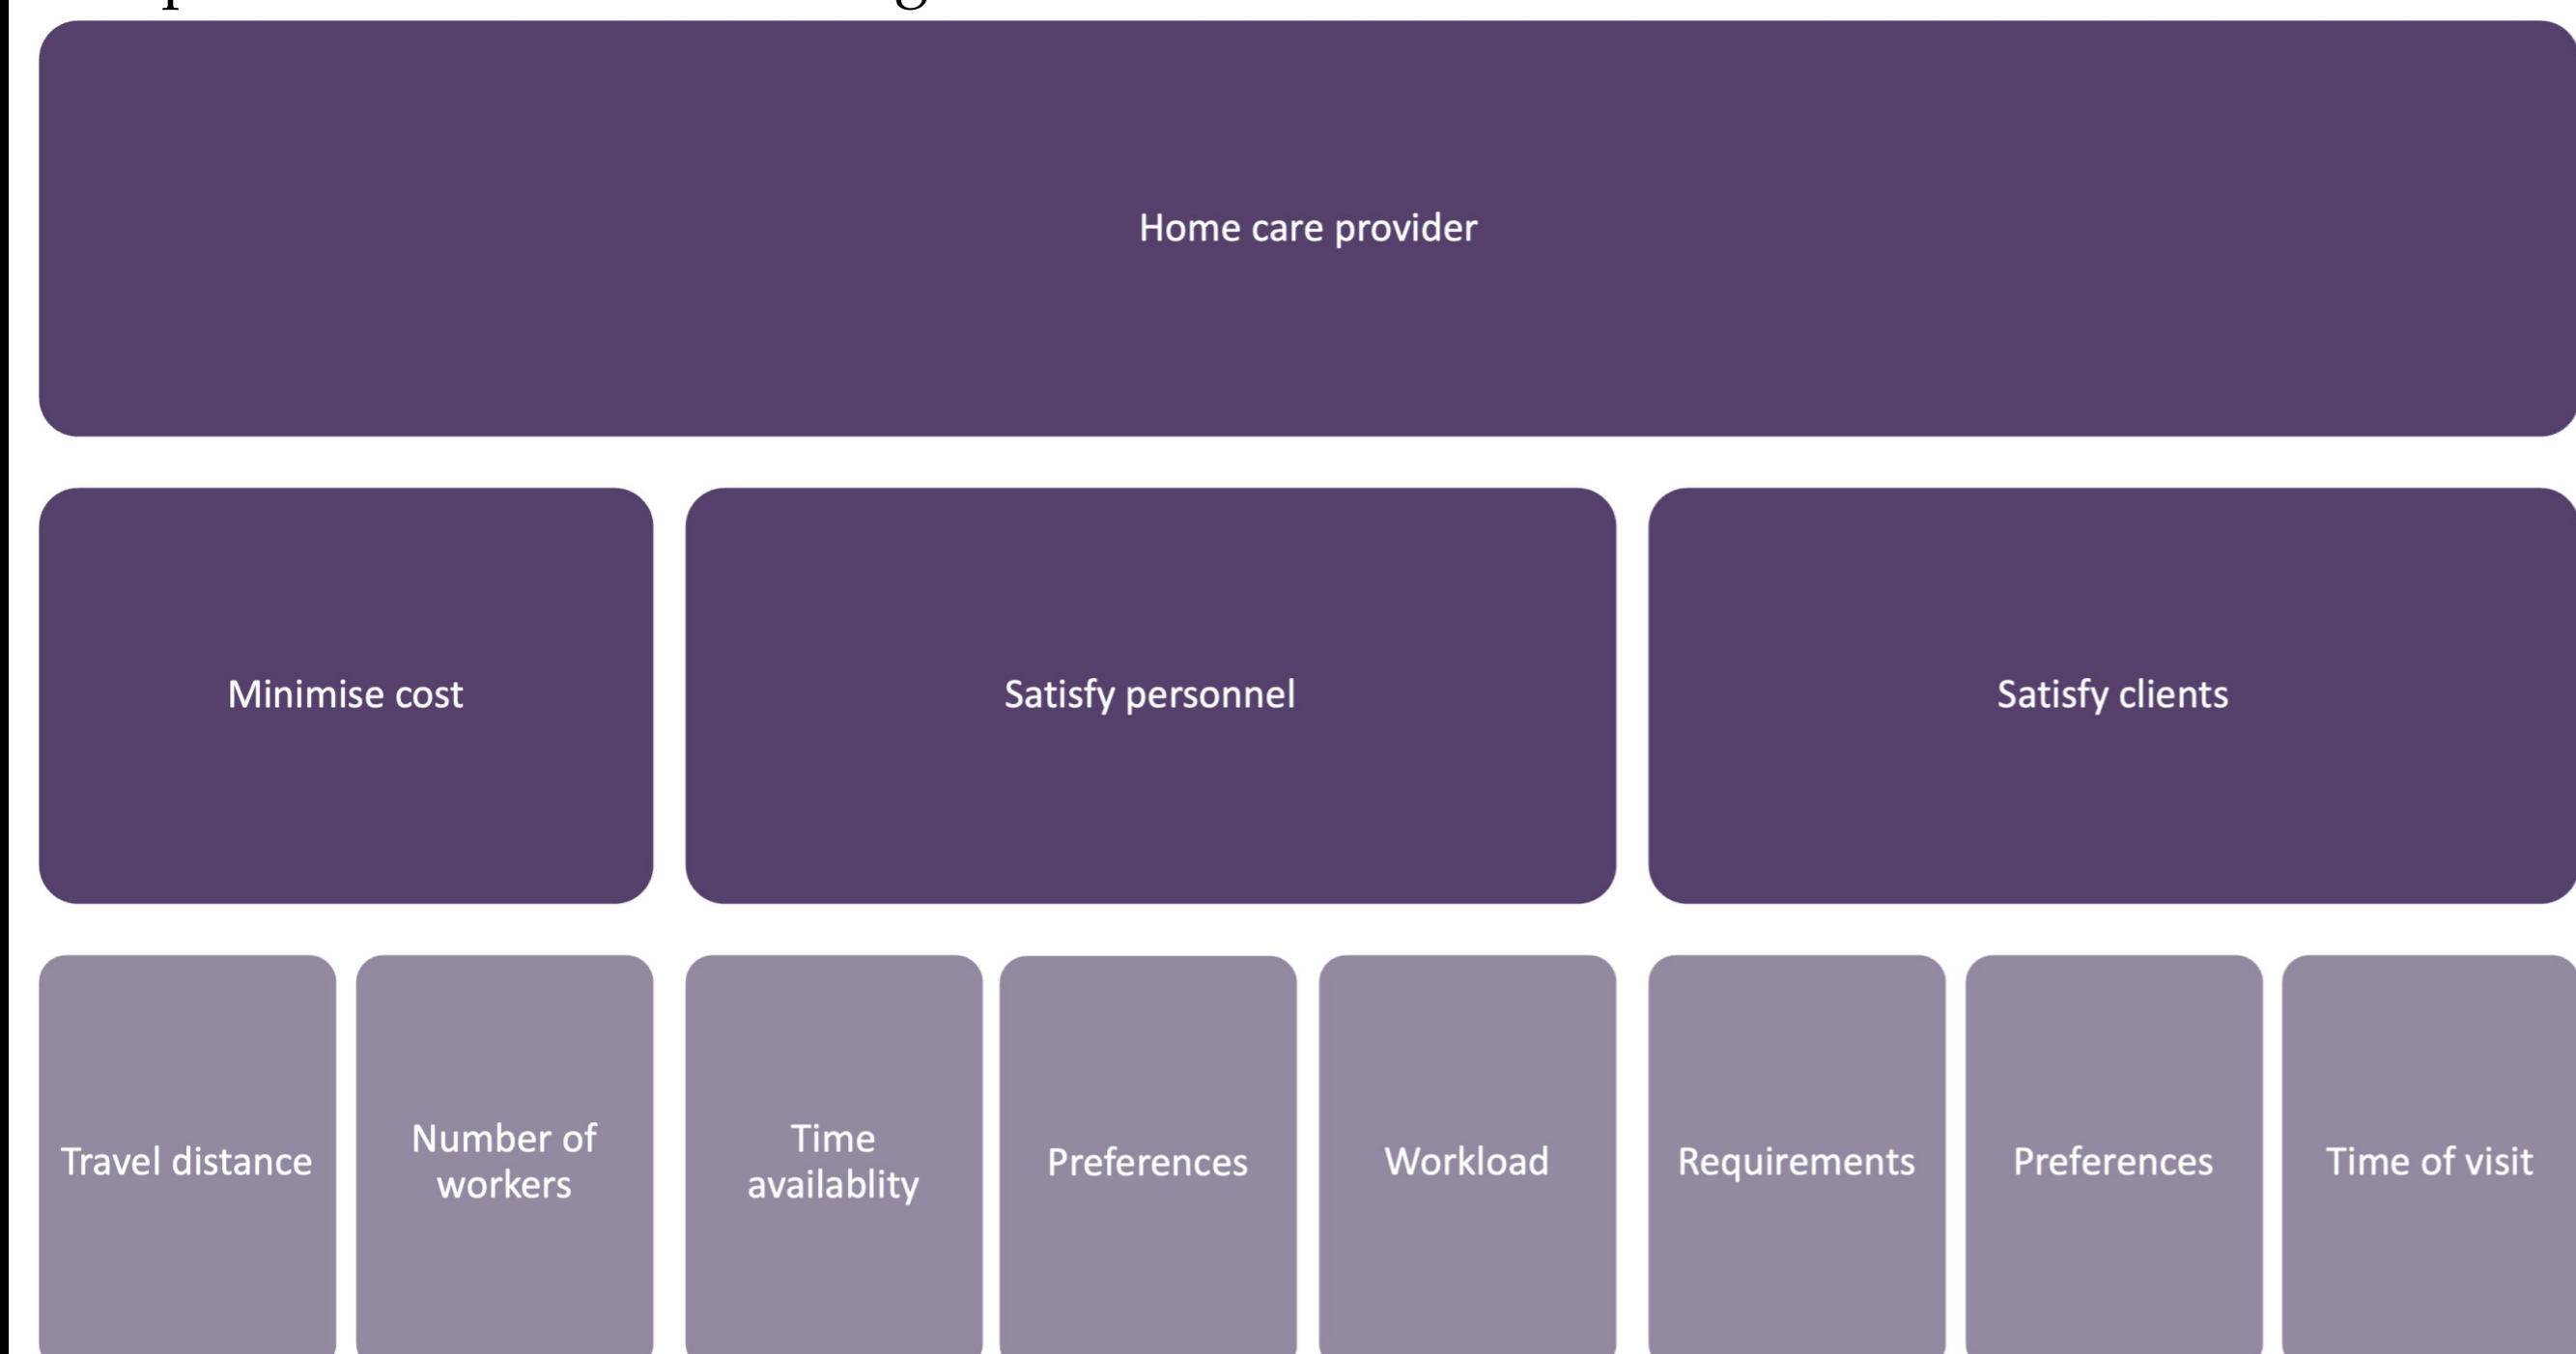 Home care provider
Minimise cost
Satisfy personnel
Satisfy clients
Travel distance
Number of
workers
Time
availablity
Preferences
Workload
Requirements
Preferences
Time of visit